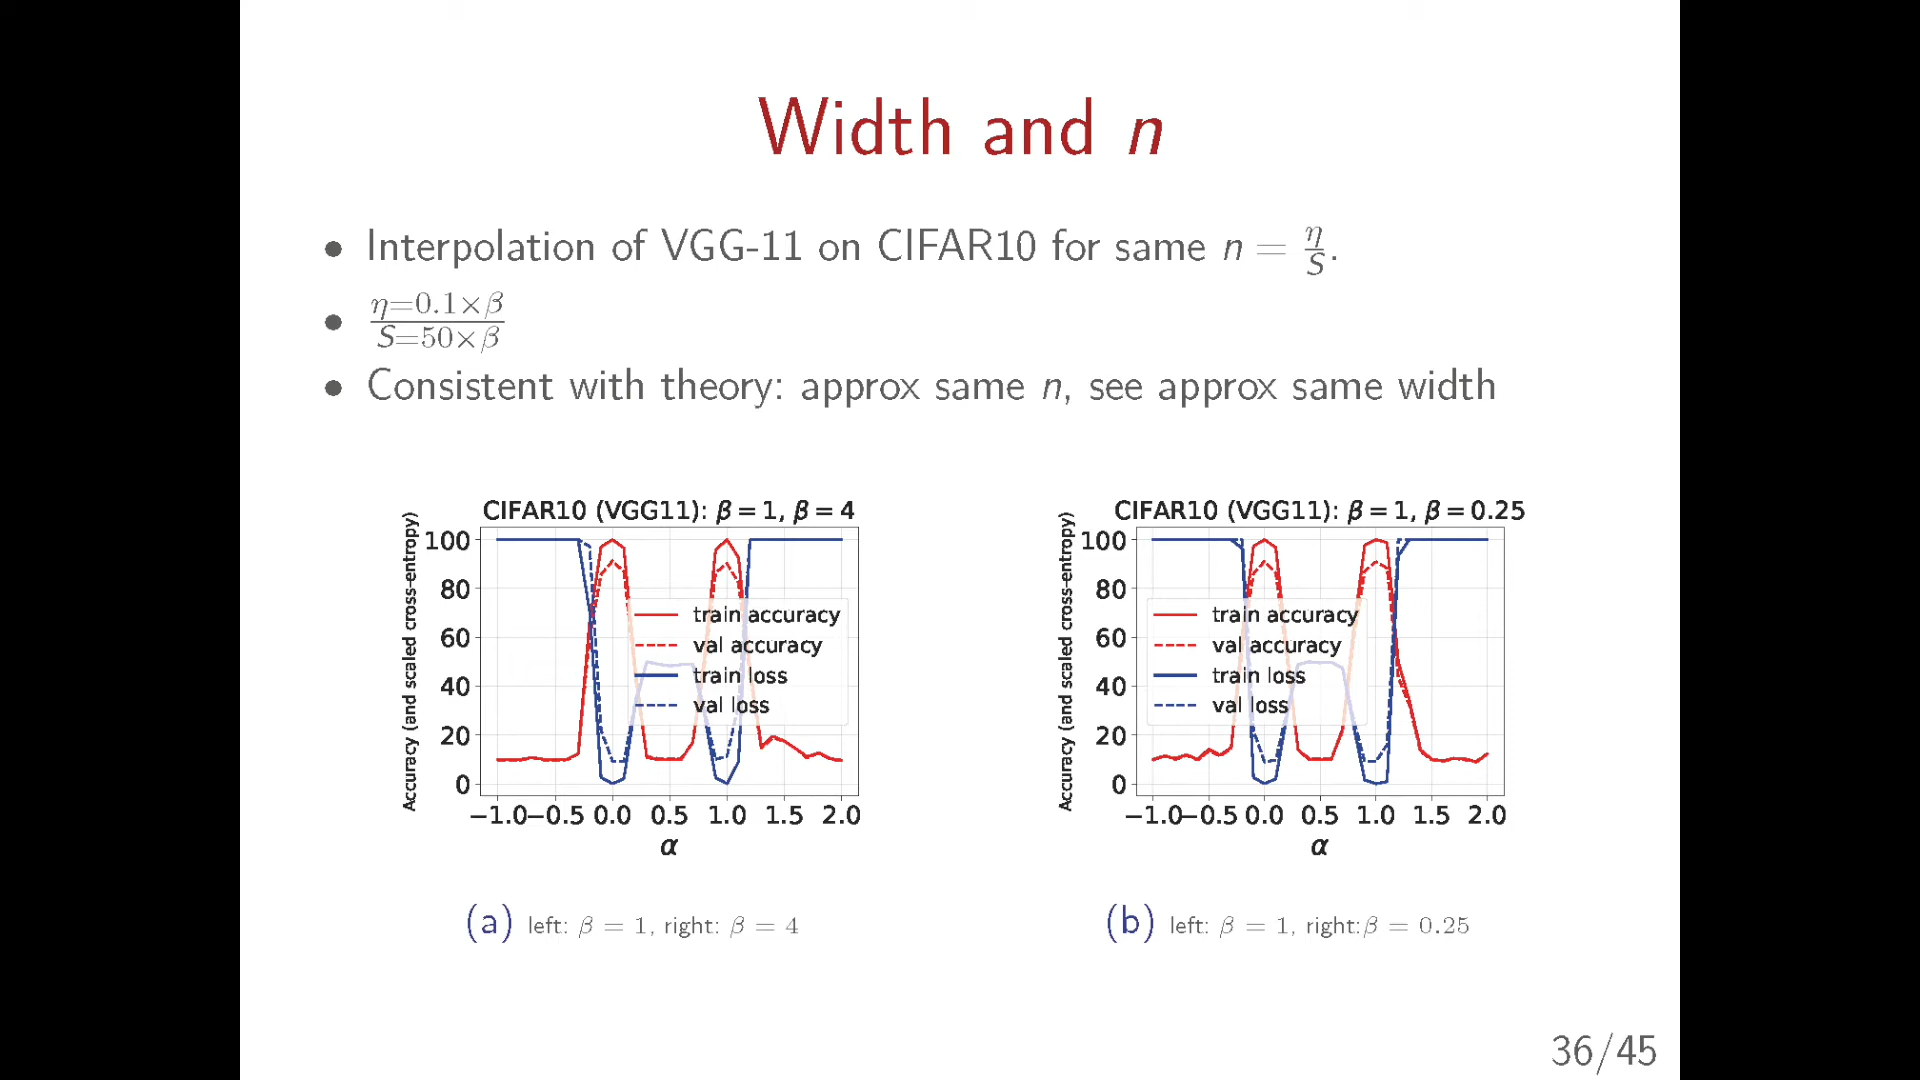 Width and n
• Interpolation of VGG-11 on CIFAR10 for same n = η/S.
• η=0.1×β / S=50×β
• Consistent with theory: approx same n, see approx same width
CIFAR10 (VGG11): β = 1, β = 4
Accuracy (and scaled cross-entropy)
100
80
60
40
20
0
train accuracy
val accuracy
train loss
val loss
−1.0 −0.5 0.0 0.5 1.0 1.5 2.0
α
(a) left: β = 1, right: β = 4
CIFAR10 (VGG11): β = 1, β = 0.25
Accuracy (and scaled cross-entropy)
100
80
60
40
20
0
train accuracy
val accuracy
train loss
val loss
−1.0 −0.5 0.0 0.5 1.0 1.5 2.0
α
(b) left: β = 1, right:β = 0.25
36/45